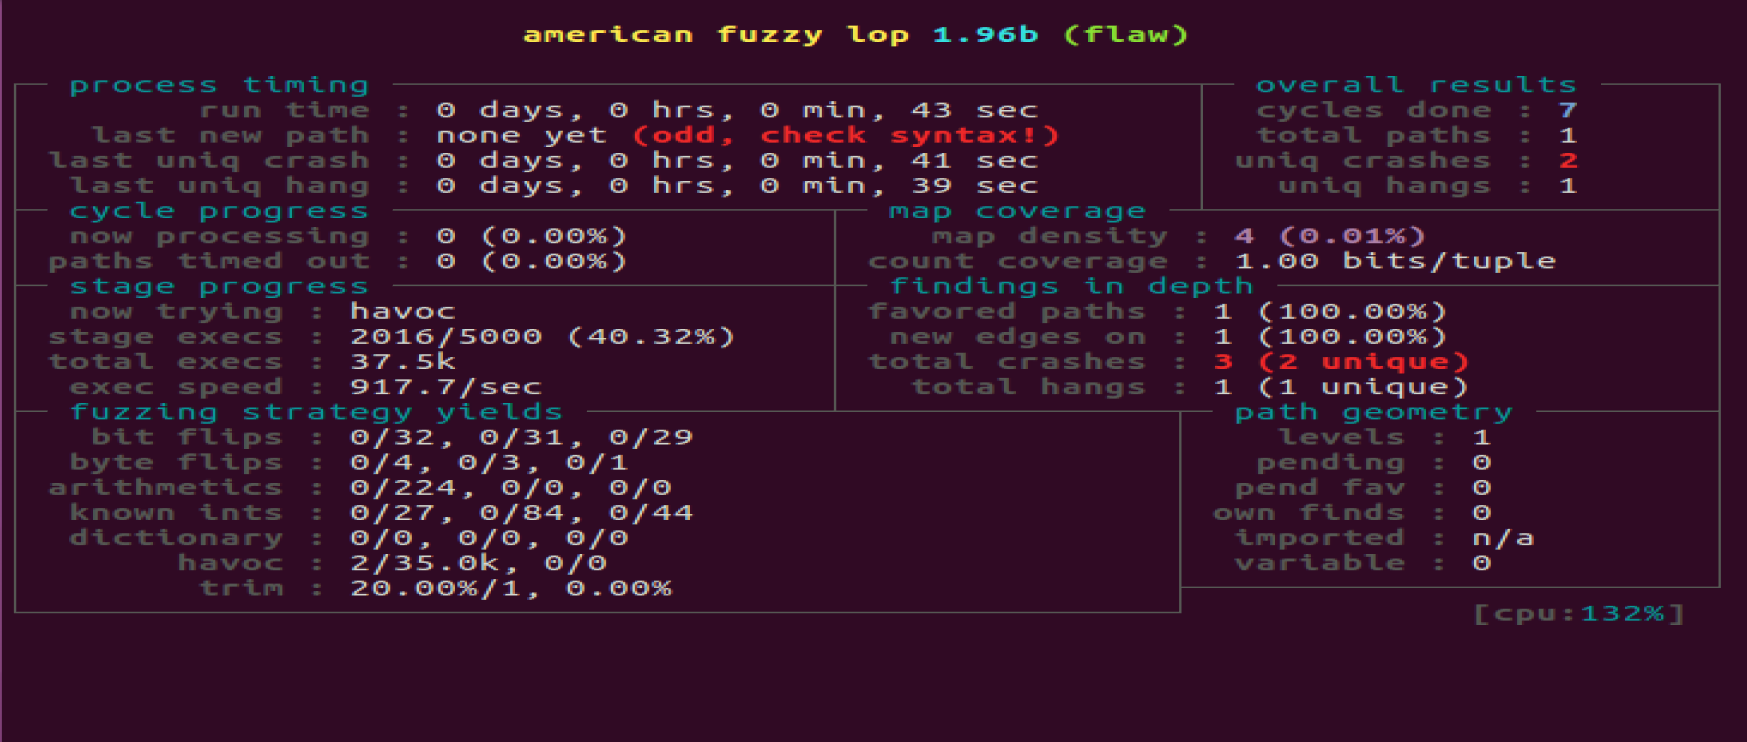 american fuzzy lop 1.96b (flaw)
process timing overall results
run time : 0 days, 0 hrs, 0 min, 43 sec cycles done : 7
last new path : none yet (odd, check syntax!) total paths : 1
last uniq crash : 0 days, 0 hrs, 0 min, 41 sec uniq crashes : 2
last uniq hang : 0 days, 0 hrs, 0 min, 39 sec uniq hangs : 1
cycle progress map coverage
now processing : 0 (0.00%) map density : 4 (0.01%)
paths timed out : 0 (0.00%) count coverage : 1.00 bits/tuple
stage progress findings in depth
now trying : havoc favored paths : 1 (100.00%)
stage execs : 2016/5000 (40.32%) new edges on : 1 (100.00%)
total execs : 37.5k total crashes : 3 (2 unique)
exec speed : 917.7/sec total hangs : 1 (1 unique)
fuzzing strategy yields path geometry
bit flips : 0/32, 0/31, 0/29 levels : 1
byte flips : 0/4, 0/3, 0/1 pending : 0
arithmetics : 0/224, 0/0, 0/0 pend fav : 0
known ints : 0/27, 0/84, 0/44 own finds : 0
dictionary : 0/0, 0/0, 0/0 imported : n/a
havoc : 2/35.0k, 0/0 variable : 0
trim : 20.00%/1, 0.00%
[cpu:132%]